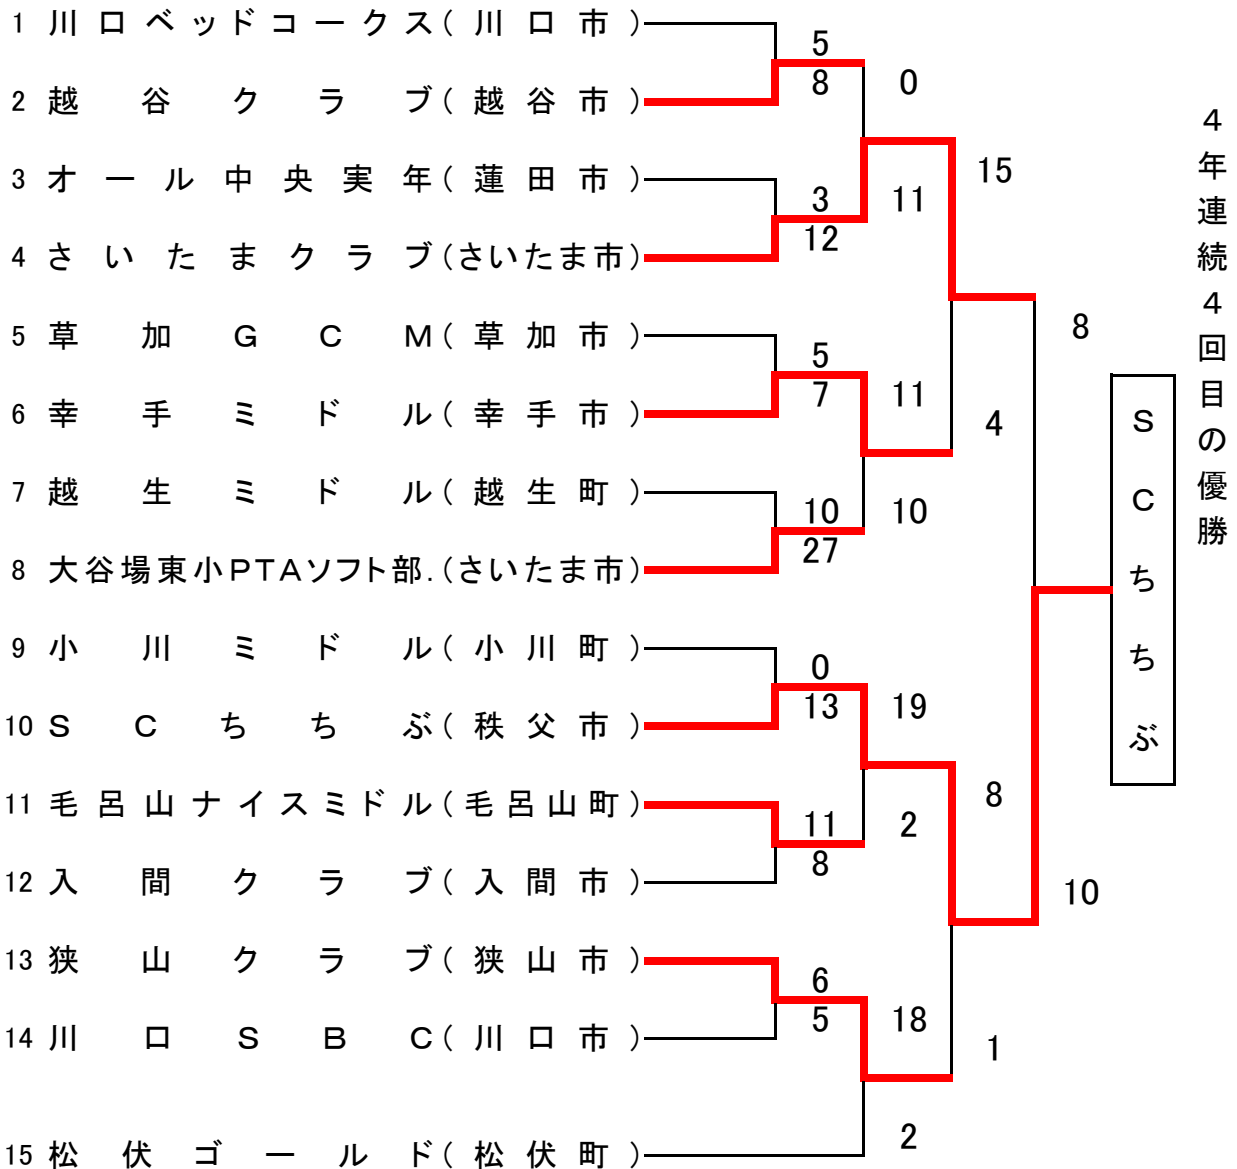 1 川口ベッドコークス(川口市)
5
8
0
2 越谷クラブ(越谷市)
15
3 オール中央実年(蓮田市)
3
12
11
4 さいたまクラブ(さいたま市)
8
5 草加GCM(草加市)
5
7
11
6 幸手ミドル(幸手市)
4
7 越生ミドル(越生町)
10
27
10
8 大谷場東小PTAソフト部.(さいたま市)
9 小川ミドル(小川町)
0
13
19
10 SCちちぶ(秩父市)
8
11 毛呂山ナイスミドル(毛呂山町)
11
8
2
12 入間クラブ(入間市)
10
13 狭山クラブ(狭山市)
6
5
18
14 川口SBC(川口市)
1
15 松伏ゴールド(松伏町)
2
SCちちぶ
4年連続4回目の優勝